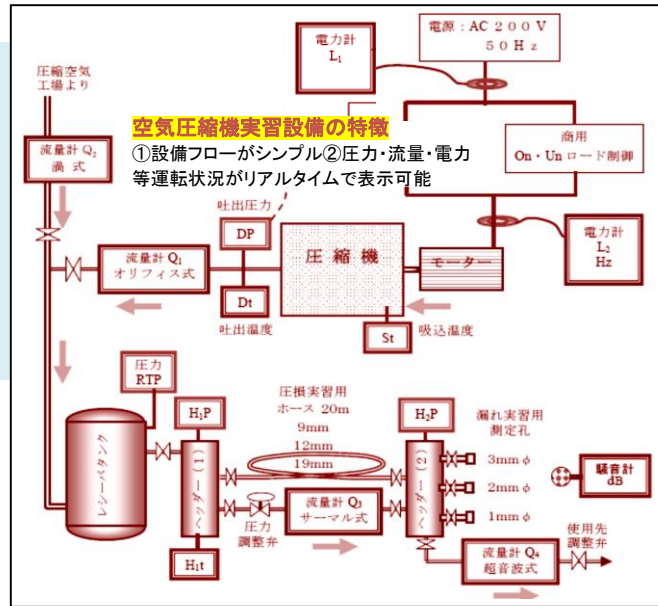 電源：AC 200 V
50 Hz
電力計
L₁
圧縮空気
工場より
空気圧縮機実習設備の特徴
①設備フローがシンプル②圧力・流量・電力
等運転状況がリアルタイムで表示可能
流量計 Q₂
渦 式
商用
On・Un ロード制御
吐出圧力
DP
電力計
L₂
Hz
流量計 Q₁
オリフィス式
圧 縮 機
モーター
Dt
吐出温度
St
吸込温度
圧力
RTP
H₁P
圧損実習用
ホース 20m
9mm
12mm
19mm
H₂P
漏れ実習用
測定孔
レシーバタンク
ヘッダー(1)
ヘッダー(2)
3mmφ
2mmφ
1mmφ
騒音計
dB
流量計 Q₃
サーマル式
圧力
調整弁
H₁t
流量計 Q₄
超音波式
使用先
調整弁